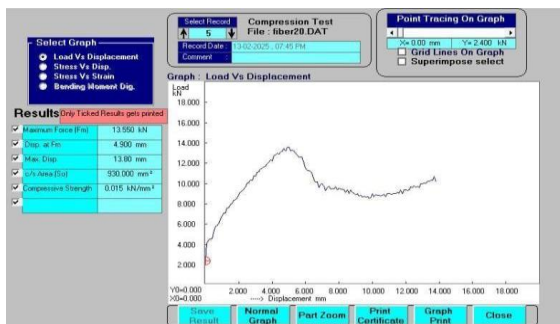 Select Graph
Load Vs Displacement
Stress Vs Disp.
Stress Vs Strain
Bending Moment Dig.
Select Record
5
Compression Test
File : fiber20.DAT
Record Date : 13-02-2025 , 07:45 PM
Comment :
Point Tracing On Graph
X= 0.00 mm Y= 2.400 kN
Grid Lines On Graph
Superimpose select
Graph : Load Vs Displacement
Results Only Ticked Results gets printed
Maximum Force (Fm) 13.550 kN
Disp. at Fm 4.900 mm
Max. Disp. 13.80 mm
c/s Area (So) 930.000 mm²
Compressive Strength 0.015 kN/mm²
Load
kN
18.000
16.000
14.000
12.000
10.000
8.000
6.000
4.000
2.000
Y0=0.000
X0=0.000
2.000 4.000 6.000 8.000 10.000 12.000 14.000 16.000 18.000
----> Displacement mm
Save Result
Normal Graph
Part Zoom
Print Certificate
Graph Print
Close